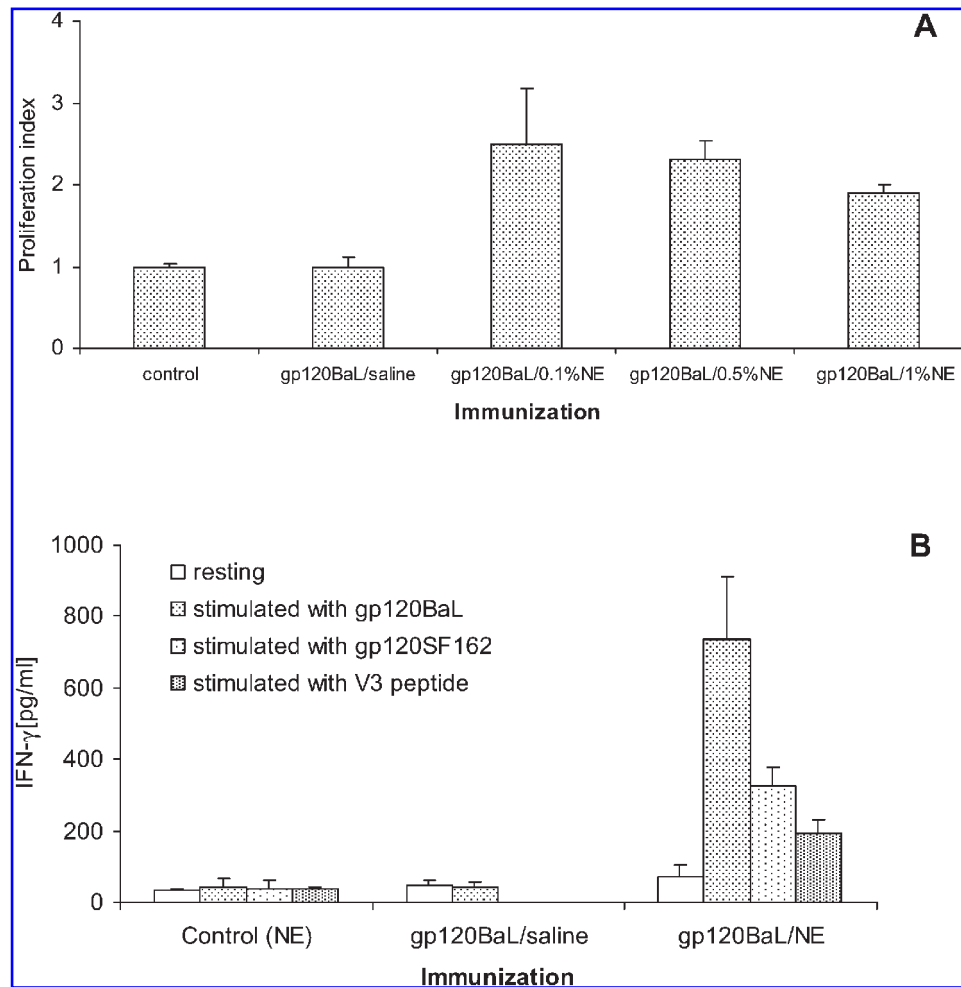 A
4
3
2
1
0
Proliferation index
control gp120BaL/saline gp120BaL/0.1%NE gp120BaL/0.5%NE gp120BaL/1%NE
Immunization
B
1000
800
600
400
200
0
IFN-γ[pg/ml]
resting
stimulated with gp120BaL
stimulated with gp120SF162
stimulated with V3 peptide
Control (NE) gp120BaL/saline gp120BaL/NE
Immunization